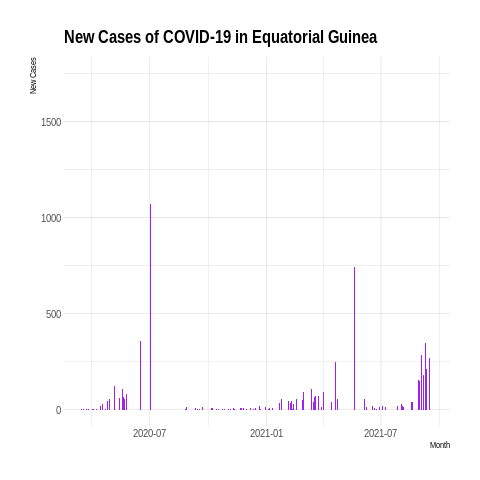 New Cases of COVID-19 in Equatorial Guinea
New Cases
1500
1000
500
0
2020-07
2021-01
2021-07
Month